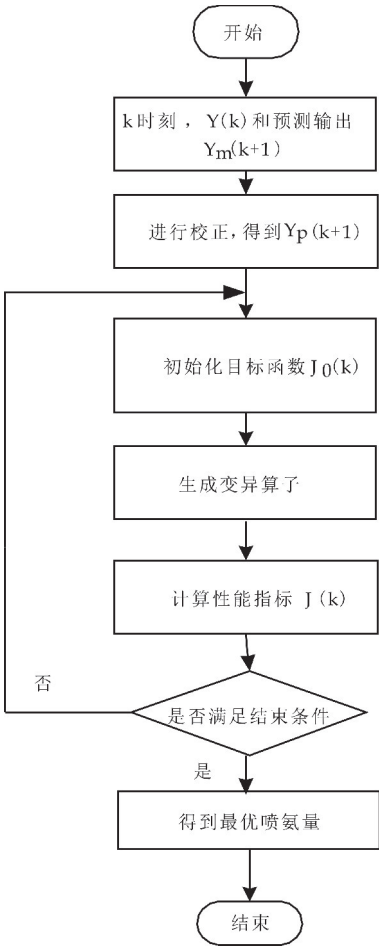 开始
k时刻，Y(k)和预测输出
Ym(k+1)
进行校正,得到Yp(k+1)
初始化目标函数J0(k)
生成变异算子
计算性能指标 J(k)
否
是否满足结束条件
是
得到最优喷氨量
结束